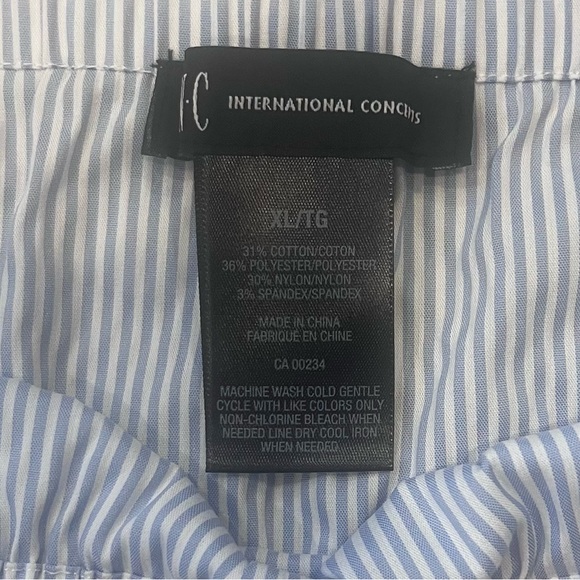 I·C INTERNATIONAL CONC
XL/TG
31% COTTON/COTON
36% POLYESTER/POLYESTER
30% NYLON/NYLON
3% SPANDEX/SPANDEX
MADE IN CHINA
FABRIQUÉ EN CHINE
CA 00234
MACHINE WASH COLD GENTLE
CYCLE WITH LIKE COLORS ONLY
NON-CHLORINE BLEACH WHEN
NEEDED LINE DRY COOL IRON
WHEN NEEDED